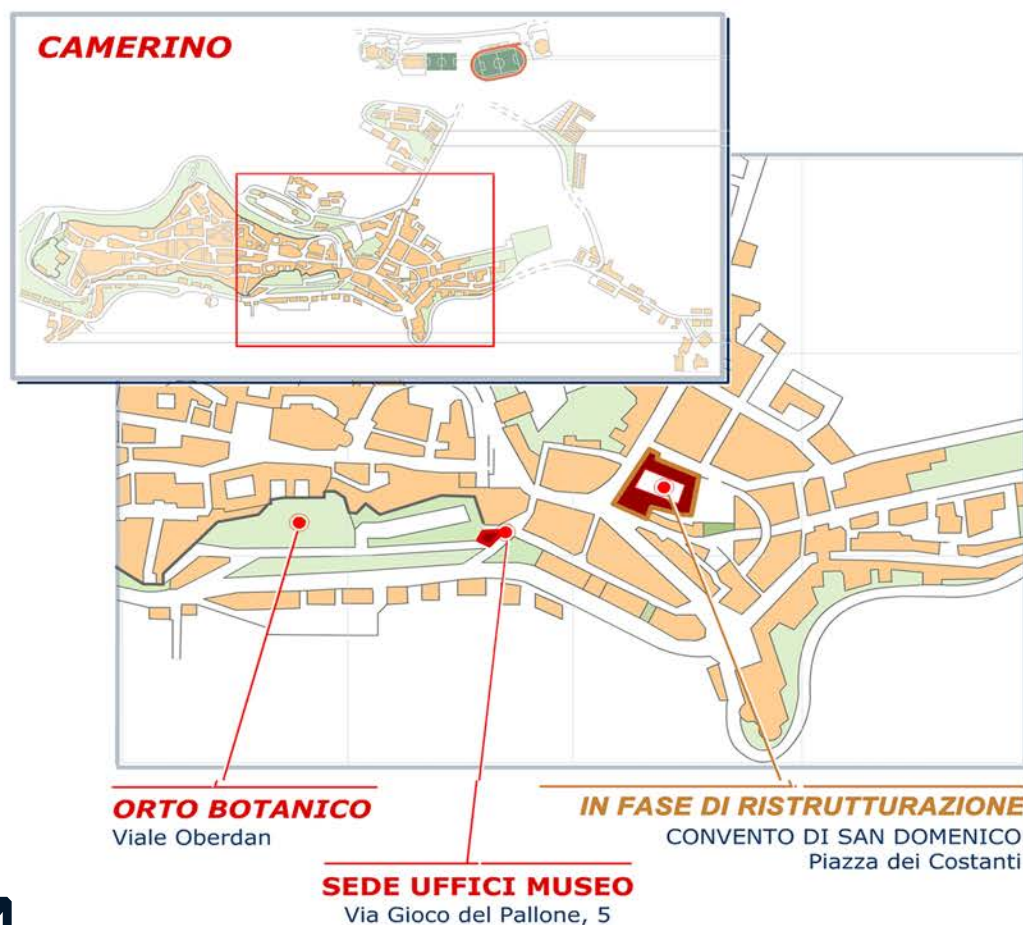 CAMERINO
ORTO BOTANICO
Viale Oberdan
IN FASE DI RISTRUTTURAZIONE
CONVENTO DI SAN DOMENICO
Piazza dei Costanti
SEDE UFFICI MUSEO
Via Gioco del Pallone, 5